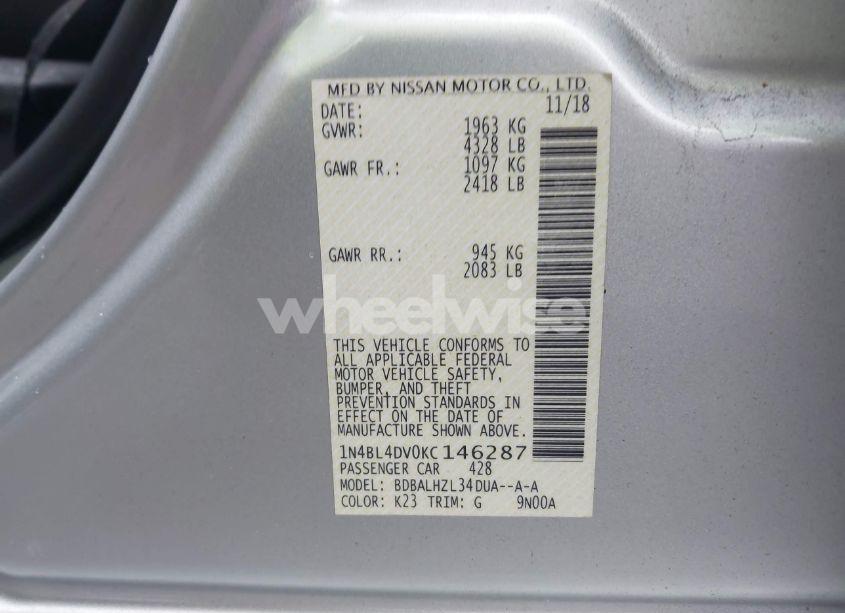 MFD BY NISSAN MOTOR CO., LTD.
DATE: 11/18
GVWR: 1963 KG
4328 LB
GAWR FR.: 1097 KG
2418 LB
GAWR RR.: 945 KG
2083 LB
wheelwise
THIS VEHICLE CONFORMS TO
ALL APPLICABLE FEDERAL
MOTOR VEHICLE SAFETY,
BUMPER, AND THEFT
PREVENTION STANDARDS IN
EFFECT ON THE DATE OF
MANUFACTURE SHOWN ABOVE.
1N4BL4DV0KC146287
PASSENGER CAR 428
MODEL: BDBALHZL34DUA--A-A
COLOR: K23 TRIM: G 9N00A